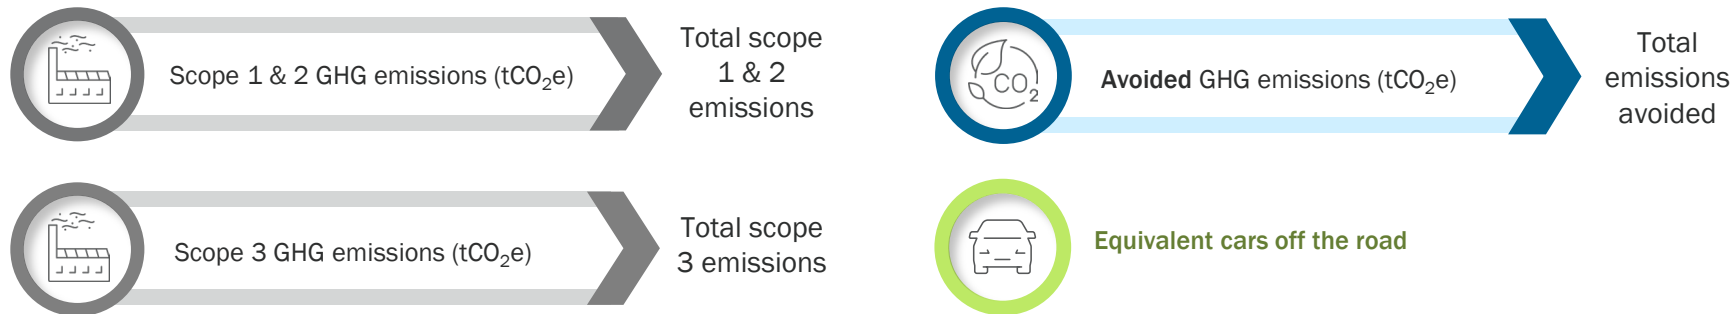 Scope 1 & 2 GHG emissions (tCO₂e)
Total scope
1 & 2
emissions
Scope 3 GHG emissions (tCO₂e)
Total scope
3 emissions
CO₂
Avoided GHG emissions (tCO₂e)
Total
emissions
avoided
Equivalent cars off the road